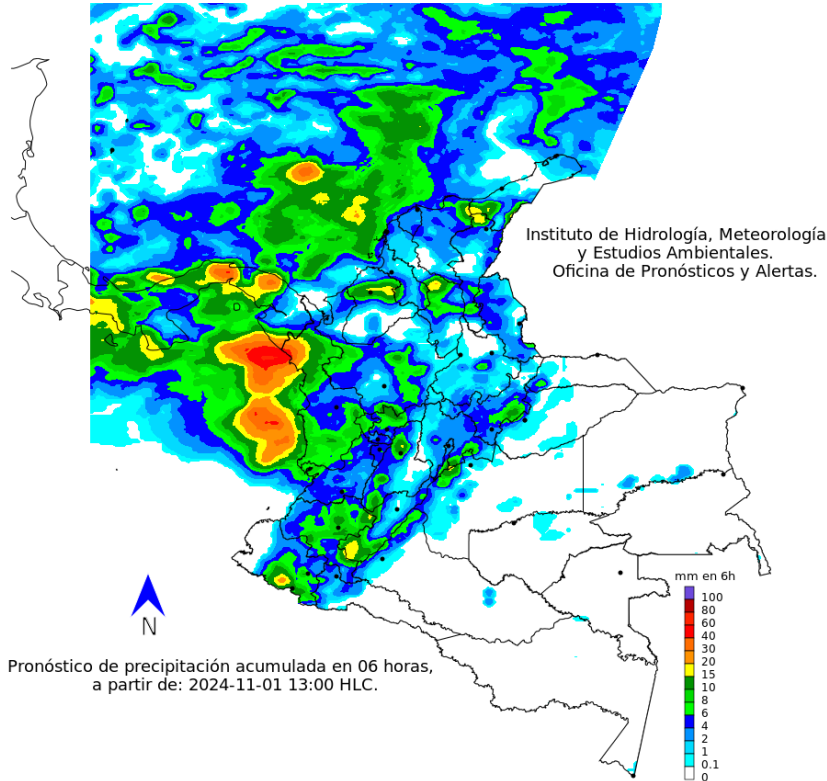 Instituto de Hidrología, Meteorología
y Estudios Ambientales.
Oficina de Pronósticos y Alertas.
mm en 6h
100
80
60
40
30
20
15
10
8
6
4
2
1
0.1
0
N
Pronóstico de precipitación acumulada en 06 horas,
a partir de: 2024-11-01 13:00 HLC.